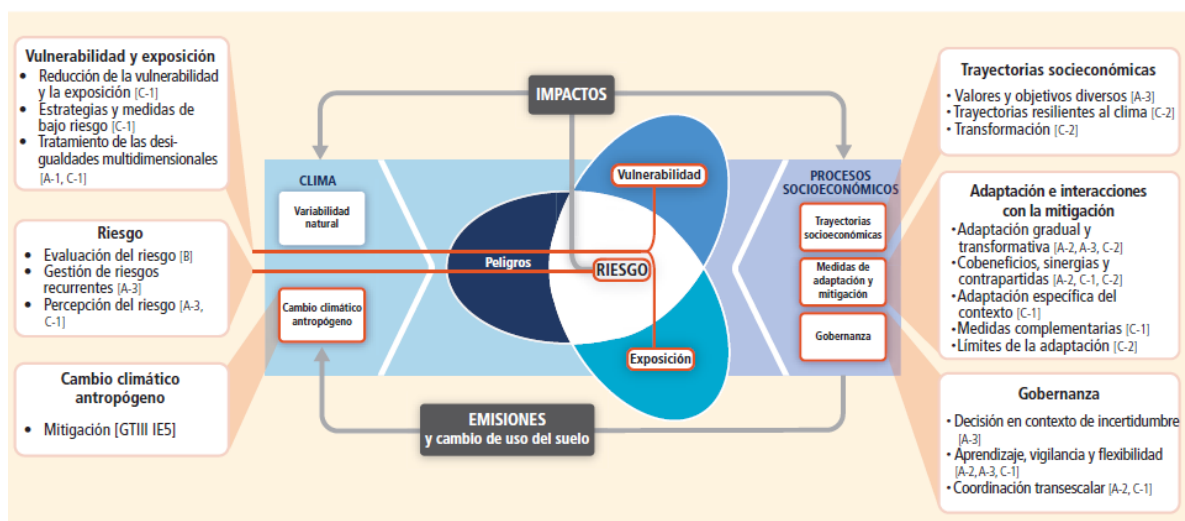 Vulnerabilidad y exposición
• Reducción de la vulnerabilidad
y la exposición [C-1]
• Estrategias y medidas de
bajo riesgo [C-1]
• Tratamiento de las desi-
gualdades multidimensionales
[A-1, C-1]
Riesgo
• Evaluación del riesgo [B]
• Gestión de riesgos
recurrentes [A-3]
• Percepción del riesgo [A-3,
C-1]
Cambio climático
antropógeno
• Mitigación [GTIII IE5]
IMPACTOS
CLIMA
Variabilidad
natural
Cambio climático
antropógeno
Vulnerabilidad
Peligros
RIESGO
Exposición
PROCESOS
SOCIOECONÓMICOS
Trayectorias
socioeconómicas
Medidas de
adaptación y
mitigación
Gobernanza
EMISIONES
y cambio de uso del suelo
Trayectorias socioeconómicas
• Valores y objetivos diversos [A-3]
• Trayectorias resilientes al clima [C-2]
• Transformación [C-2]
Adaptación e interacciones
con la mitigación
• Adaptación gradual y
transformativa [A-2, A-3, C-2]
• Cobeneficios, sinergias y
contrapartidas [A-2, C-1, C-2]
• Adaptación específica del
contexto [C-1]
• Medidas complementarias [C-1]
• Límites de la adaptación [C-2]
Gobernanza
• Decisión en contexto de incertidumbre
[A-3]
• Aprendizaje, vigilancia y flexibilidad
[A-2, A-3, C-1]
• Coordinación transescalar [A-2, C-1]